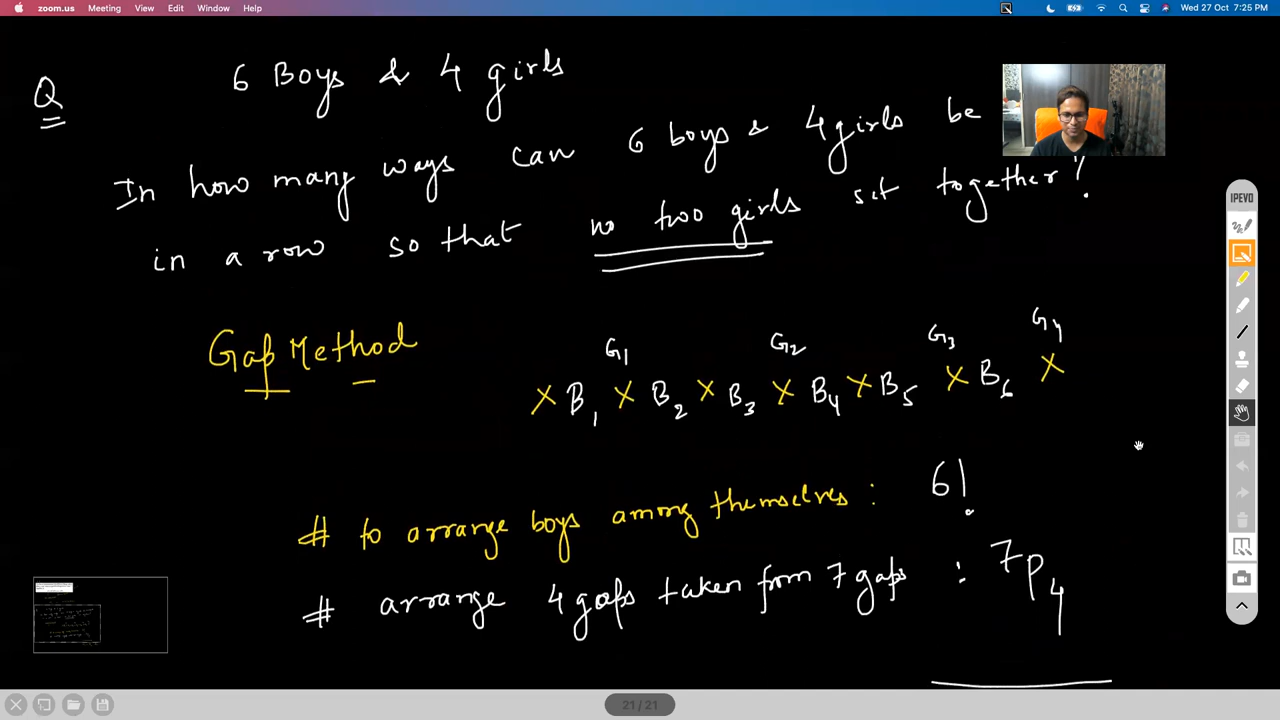 zoom.us Meeting View Edit Window Help Wed 27 Oct 7:25 PM
Q 6 Boys & 4 girls
In how many ways can 6 boys & 4 girls be
in a row so that no two girls sit together?
Gap Method
G1 G2 G3 G4
X B1 X B2 X B3 X B4 X B5 X B6 X
# to arrange boys among themselves : 6!
# arrange 4 gaps taken from 7 gaps : 7P4
IPEVO
21 / 21